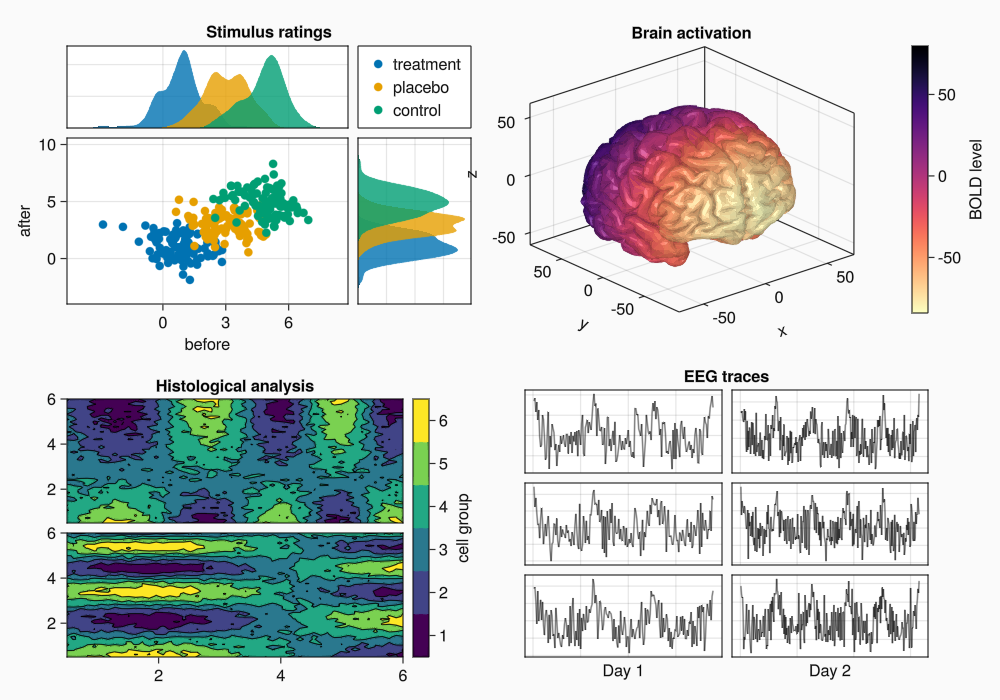 Stimulus ratings
treatment
placebo
control
10
5
0
after
0 3 6
before
Brain activation
z
50
0
-50
50
0
-50
y
-50
0
50
x
50
0
-50
BOLD level
Histological analysis
6
4
2
6
4
2
2 4 6
6
5
4
3
2
1
cell group
EEG traces
Day 1 Day 2